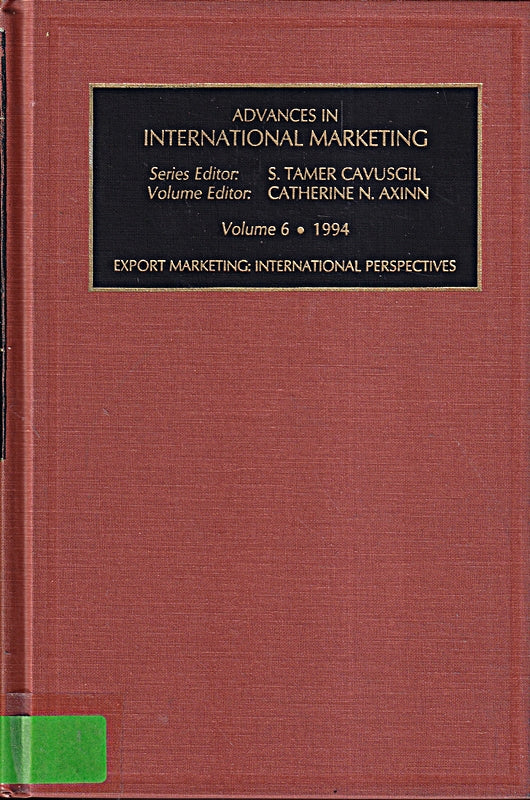 ADVANCES IN
INTERNATIONAL MARKETING
Series Editor: S. TAMER CAVUSGIL
Volume Editor: CATHERINE N. AXINN
Volume 6 • 1994
EXPORT MARKETING: INTERNATIONAL PERSPECTIVES